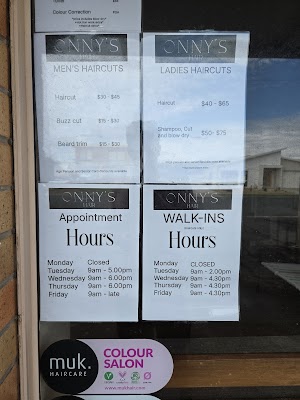 Colour Correction
ONNY'S
HAIR
MEN'S HAIRCUTS
Haircut $30 - $45
Buzz cut $15 - $30
Beard trim $15 - $30
ONNY'S
LADIES HAIRCUTS
Haircut $40 - $65
Shampoo, Cut
and blow-dry $50- $75
ONNY'S
HAIR
Appointment
Hours
Monday Closed
Tuesday 9am - 5.00pm
Wednesday 9am - 6.00pm
Thursday 9am - 6.00pm
Friday 9am - late
ONNY'S
HAIR
WALK-INS
Hours
Monday CLOSED
Tuesday 9am - 2.00pm
Wednesday 9am - 4.30pm
Thursday 9am - 4.30pm
Friday 9am - 4.30pm
muk.
HAIRCARE
COLOUR
SALON
www.mukhair.com